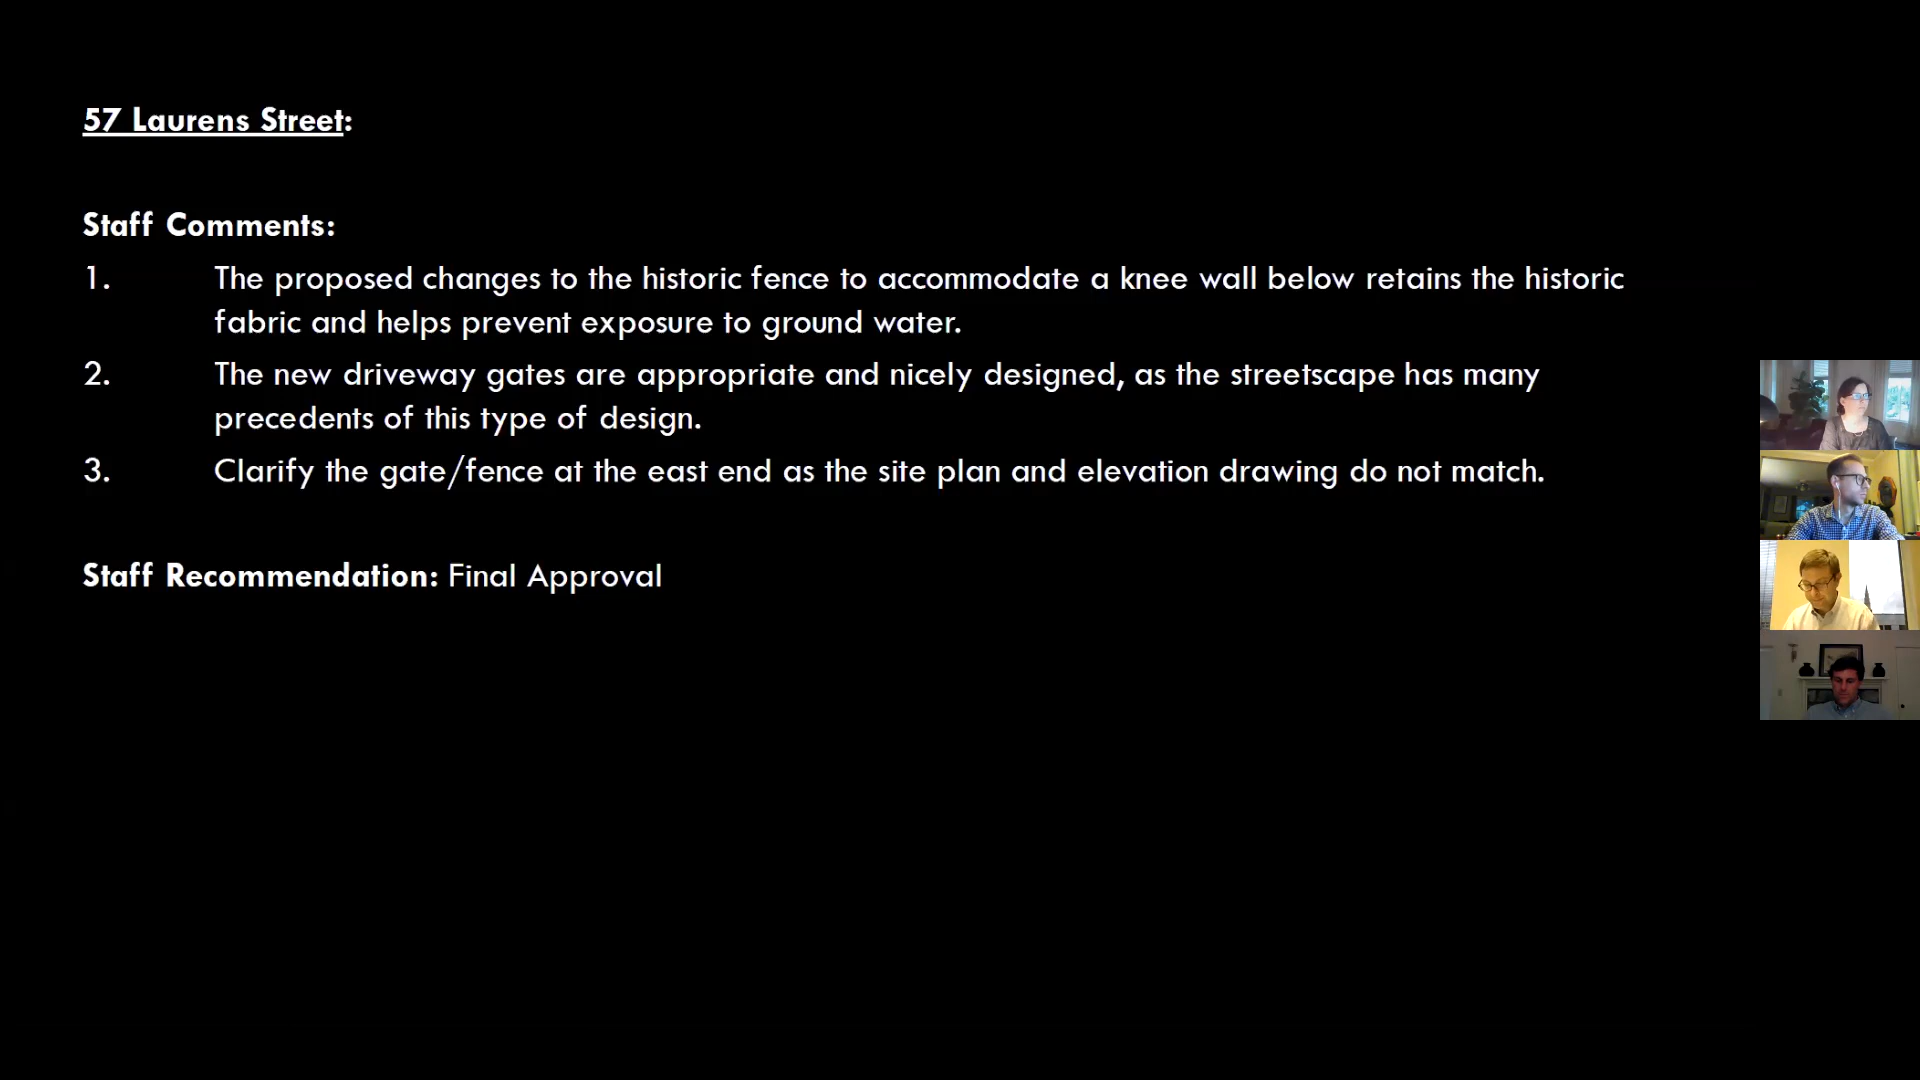 57 Laurens Street:
Staff Comments:
1. The proposed changes to the historic fence to accommodate a knee wall below retains the historic
fabric and helps prevent exposure to ground water.
2. The new driveway gates are appropriate and nicely designed, as the streetscape has many
precedents of this type of design.
3. Clarify the gate/fence at the east end as the site plan and elevation drawing do not match.
Staff Recommendation: Final Approval